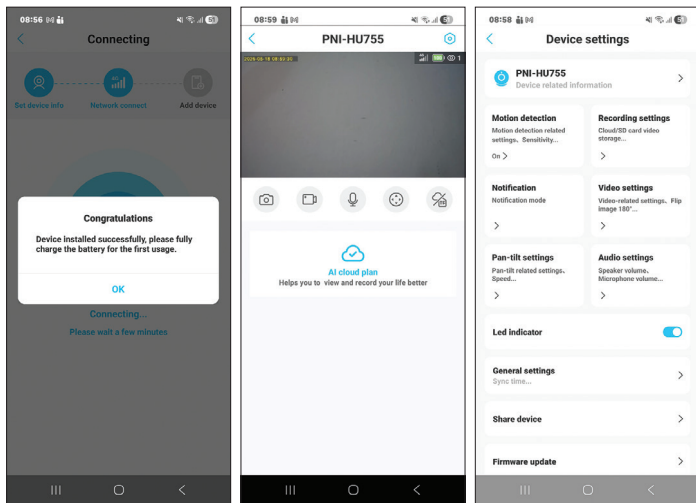 08:56
Connecting
4G
Set device info
Network connect
Add device
Congratulations
Device installed successfully, please fully
charge the battery for the first usage.
OK
Connecting...
Please wait a few minutes
08:59
PNI-HU755
4G
1
AI cloud plan
Helps you to view and record your life better
08:58
Device settings
PNI-HU755
Device related information
Motion detection
Motion detection related
settings、Sensitivity...
On >
Recording settings
Cloud/SD card video
storage...
Notification
Notification mode
Video settings
Video-related settings、Flip
image 180°...
Pan-tilt settings
Pan-tilt related settings、
Speed...
Audio settings
Speaker volume、
Microphone volume...
Led indicator
General settings
Sync time...
Share device
Firmware update